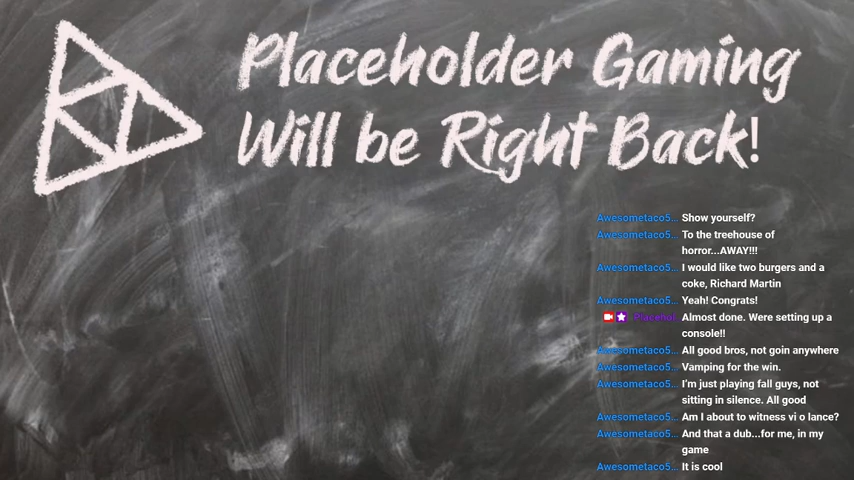 Placeholder Gaming
Will be Right Back!
Awesometaco5... Show yourself?
Awesometaco5... To the treehouse of
horror...AWAY!!!
Awesometaco5... I would like two burgers and a
coke, Richard Martin
Awesometaco5... Yeah! Congrats!
Placehol... Almost done. Were setting up a
console!!
Awesometaco5... All good bros, not goin anywhere
Awesometaco5... Vamping for the win.
Awesometaco5... I'm just playing fall guys, not
sitting in silence. All good
Awesometaco5... Am I about to witness vi o lance?
Awesometaco5... And that a dub...for me, in my
game
Awesometaco5... It is cool